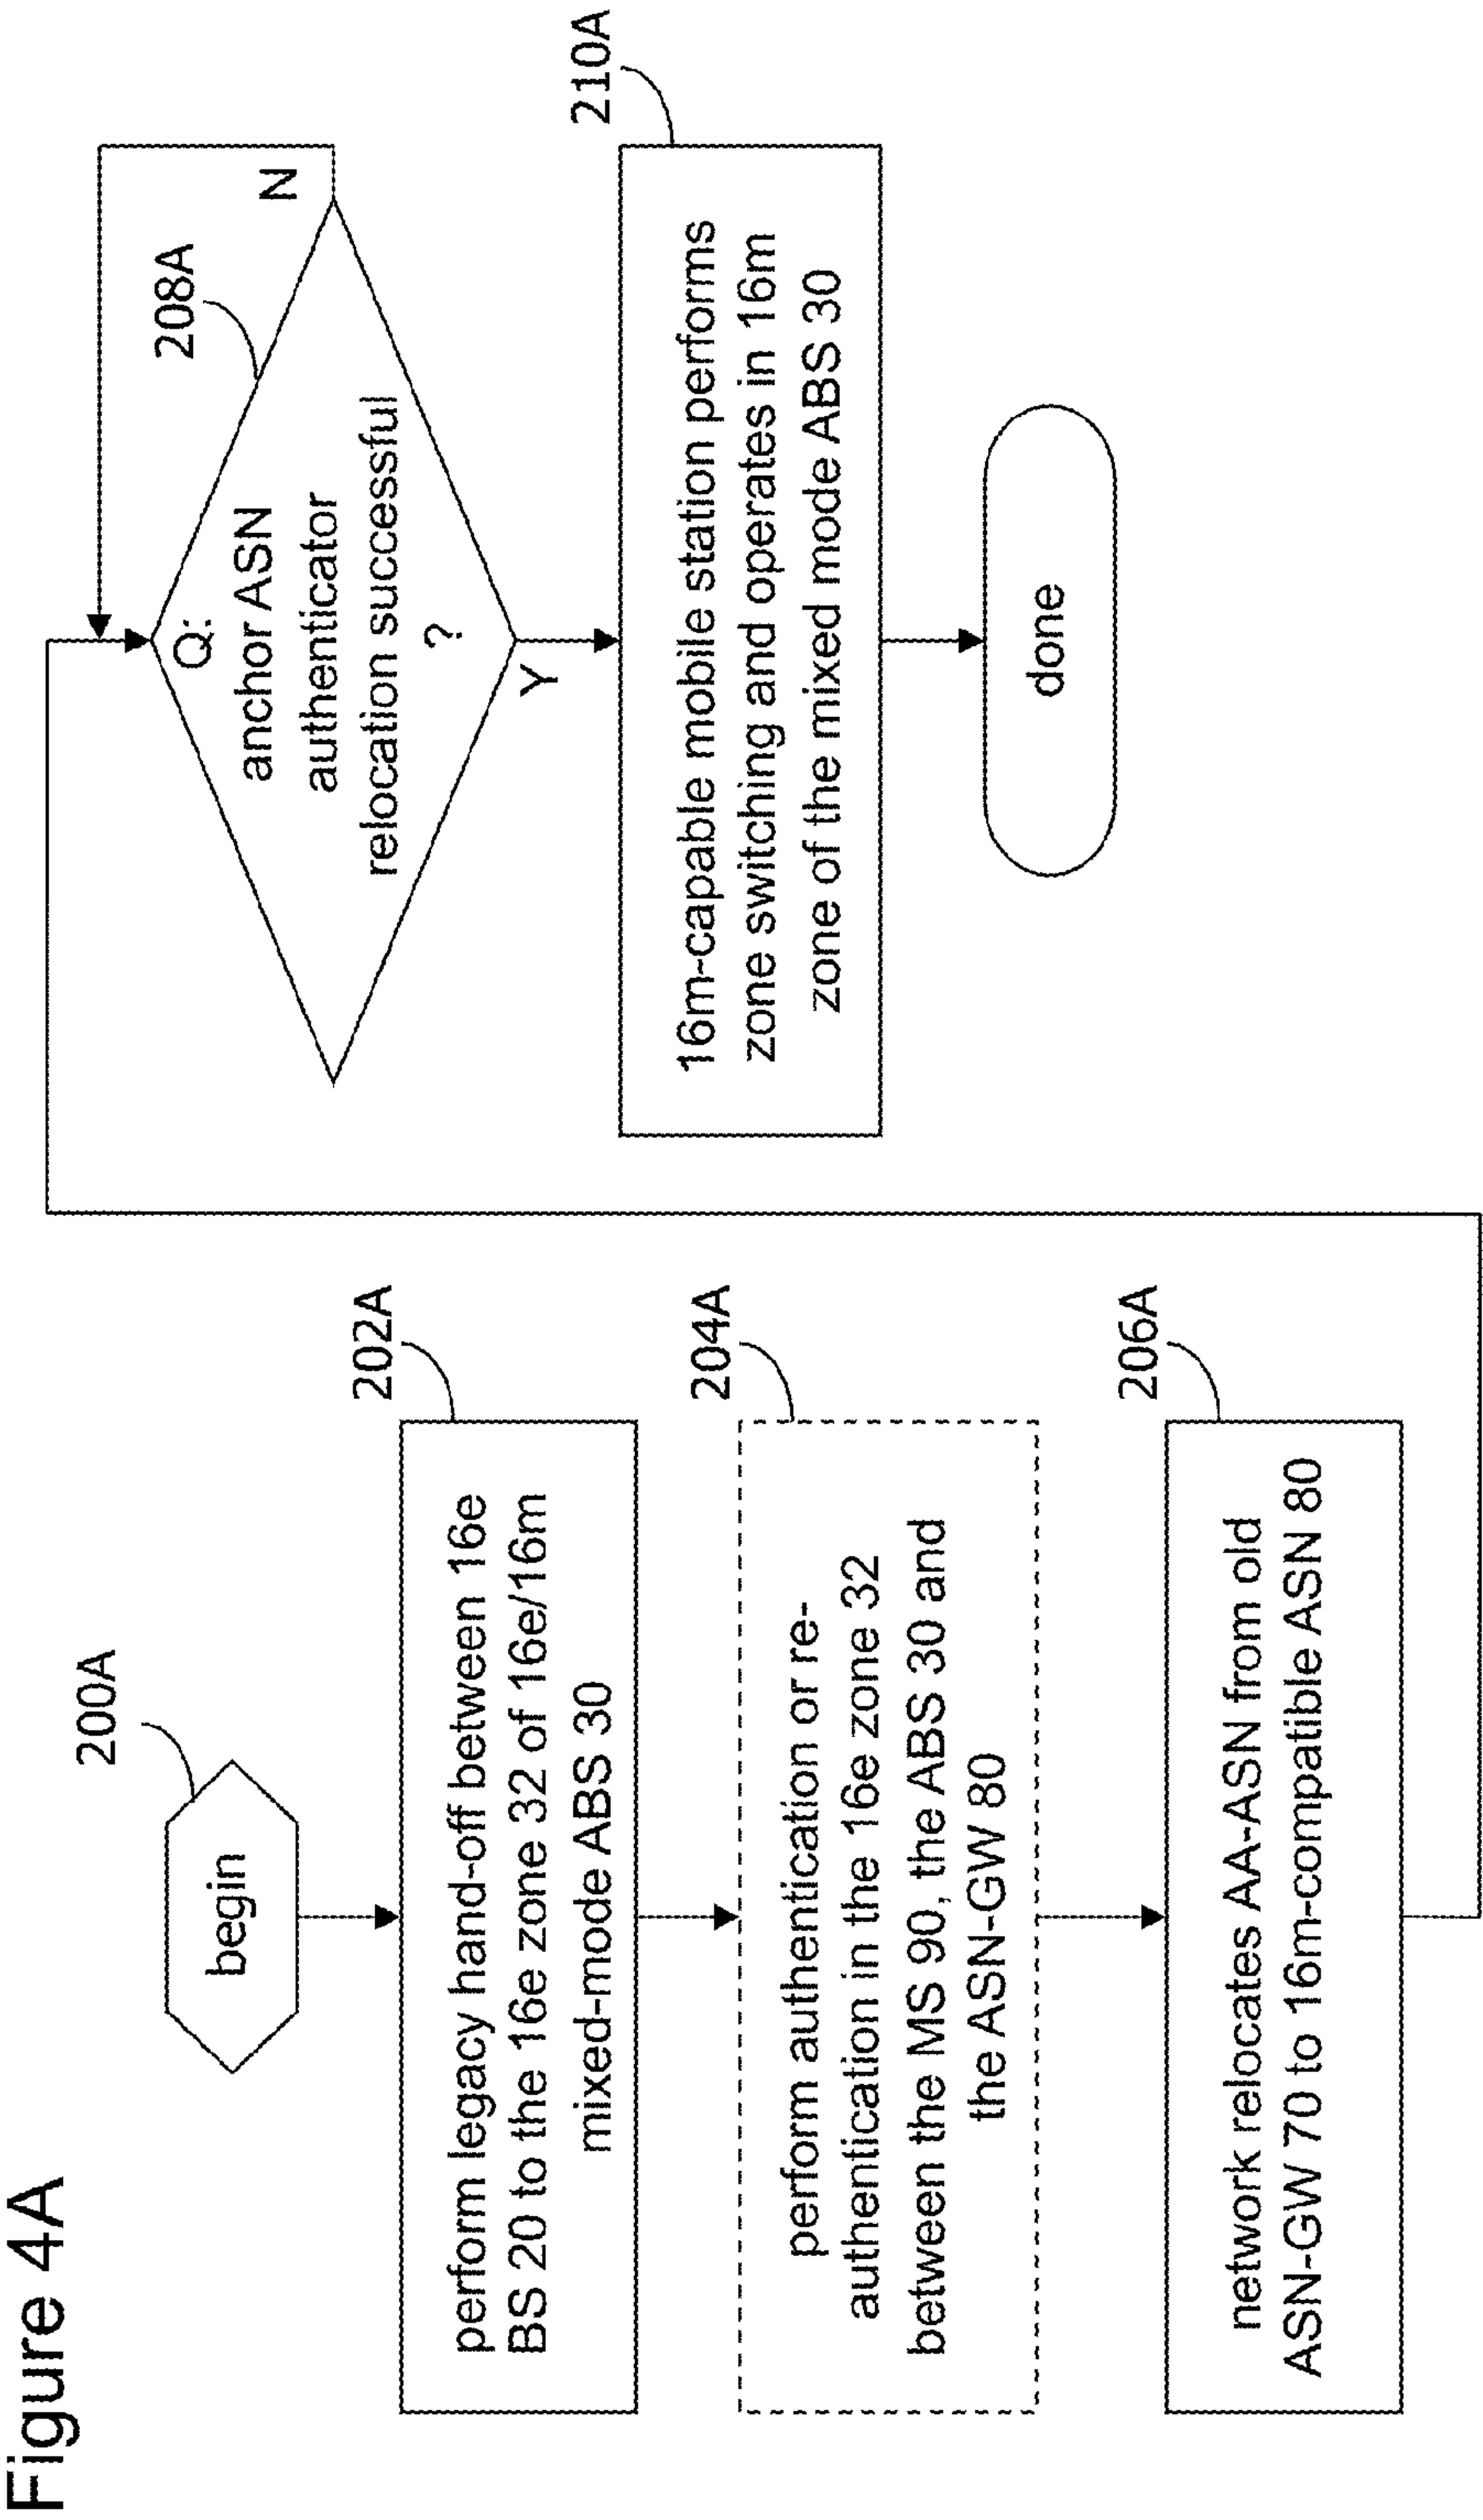 Figure 4A
200A
begin
202A
perform legacy hand-off between 16e
BS 20 to the 16e zone 32 of 16e/16m
mixed-mode ABS 30
204A
perform authentication or re-
authentication in the 16e zone 32
between the MS 90, the ABS 30 and
the ASN-GW 80
206A
network relocates AA-ASN from old
ASN-GW 70 to 16m-compatible ASN 80
208A
Q:
anchor ASN
authenticator
relocation successful
?
N
Y
210A
16m-capable mobile station performs
zone switching and operates in 16m
zone of the mixed mode ABS 30
done